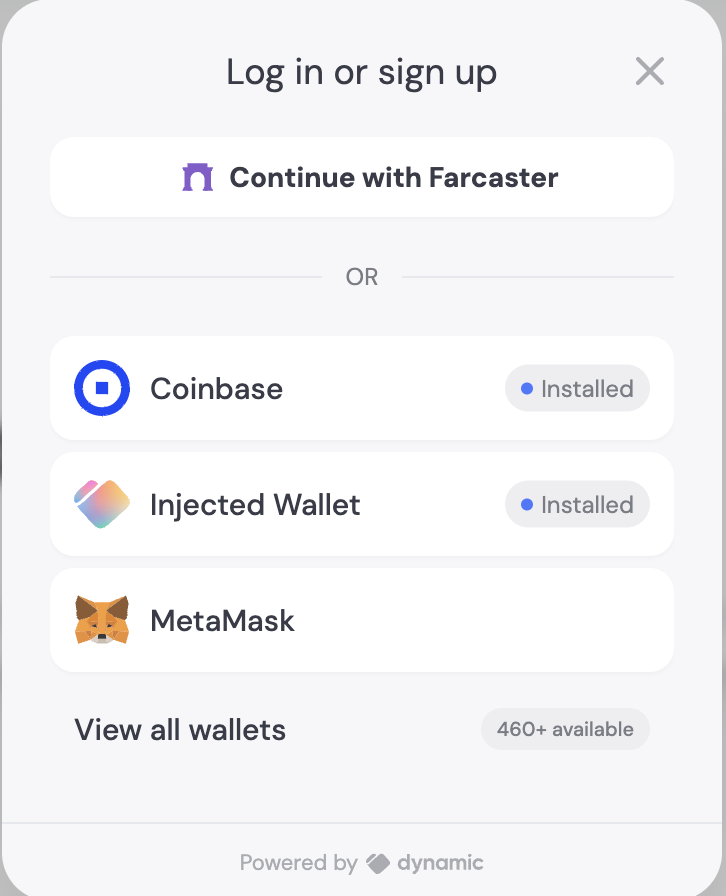 Log in or sign up
Continue with Farcaster
OR
Coinbase
Installed
Injected Wallet
Installed
MetaMask
View all wallets
460+ available
Powered by dynamic